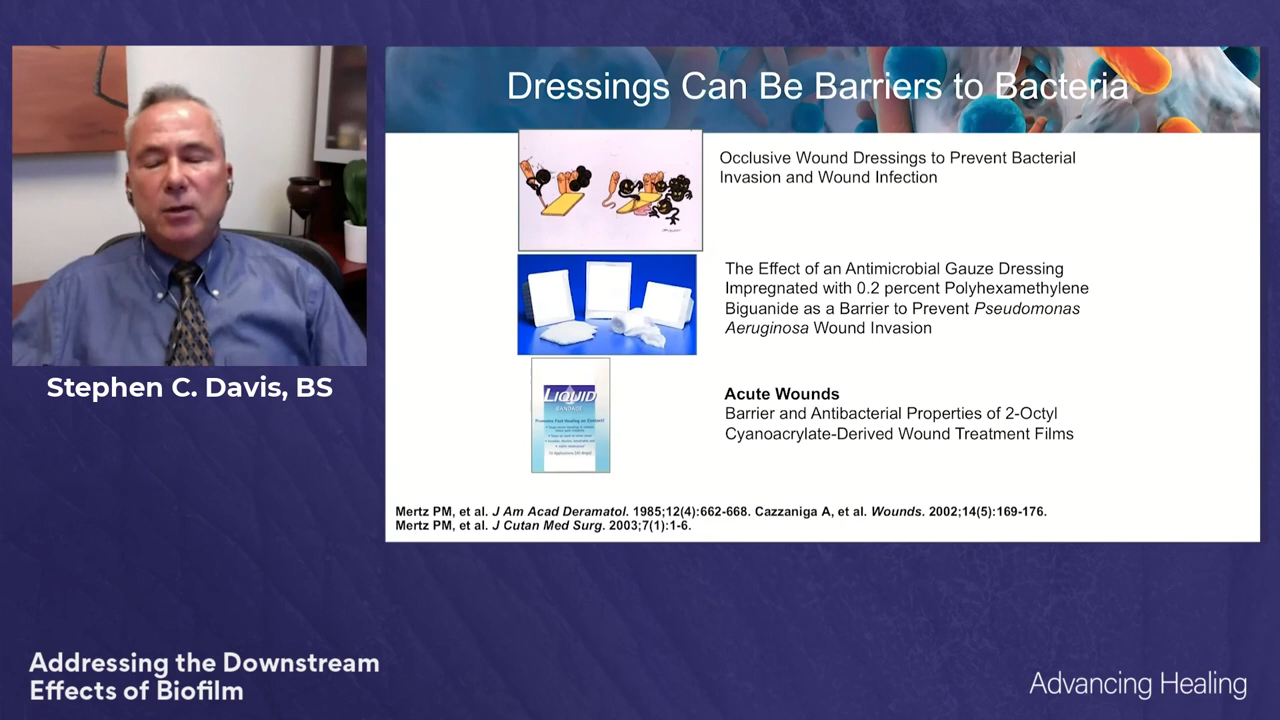 Dressings Can Be Barriers to Bacteria
Occlusive Wound Dressings to Prevent Bacterial
Invasion and Wound Infection
The Effect of an Antimicrobial Gauze Dressing
Impregnated with 0.2 percent Polyhexamethylene
Biguanide as a Barrier to Prevent Pseudomonas
Aeruginosa Wound Invasion
LIQUID
BANDAGE
Promotes Fast Healing on Contact!
Acute Wounds
Barrier and Antibacterial Properties of 2-Octyl
Cyanoacrylate-Derived Wound Treatment Films
Mertz PM, et al. J Am Acad Deramatol. 1985;12(4):662-668. Cazzaniga A, et al. Wounds. 2002;14(5):169-176.
Mertz PM, et al. J Cutan Med Surg. 2003;7(1):1-6.
Stephen C. Davis, BS
Addressing the Downstream
Effects of Biofilm
Advancing Healing